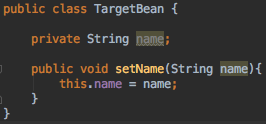 public class TargetBean {
private String name;
public void setName(String name){
this.name = name;
}
}